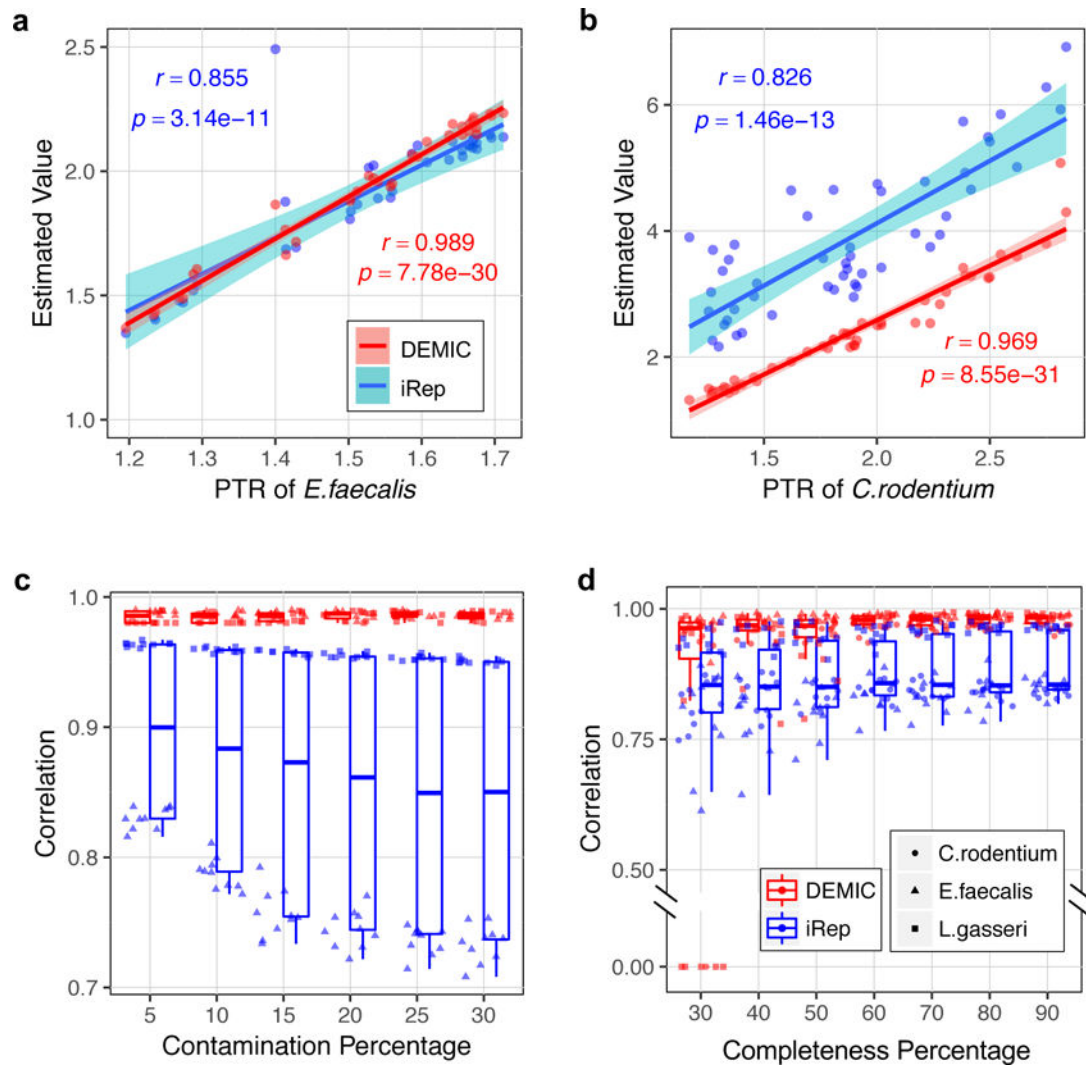 a
2.5
2.0
1.5
1.0
Estimated Value
r = 0.855
p = 3.14e−11
r = 0.989
p = 7.78e−30
DEMIC
iRep
1.2 1.3 1.4 1.5 1.6 1.7
PTR of E.faecalis
b
6
4
2
Estimated Value
r = 0.826
p = 1.46e−13
r = 0.969
p = 8.55e−31
1.5 2.0 2.5
PTR of C.rodentium
c
1.0
0.9
0.8
0.7
Correlation
5 10 15 20 25 30
Contamination Percentage
d
1.00
0.75
0.50
0.00
Correlation
DEMIC
iRep
C.rodentium
E.faecalis
L.gasseri
30 40 50 60 70 80 90
Completeness Percentage